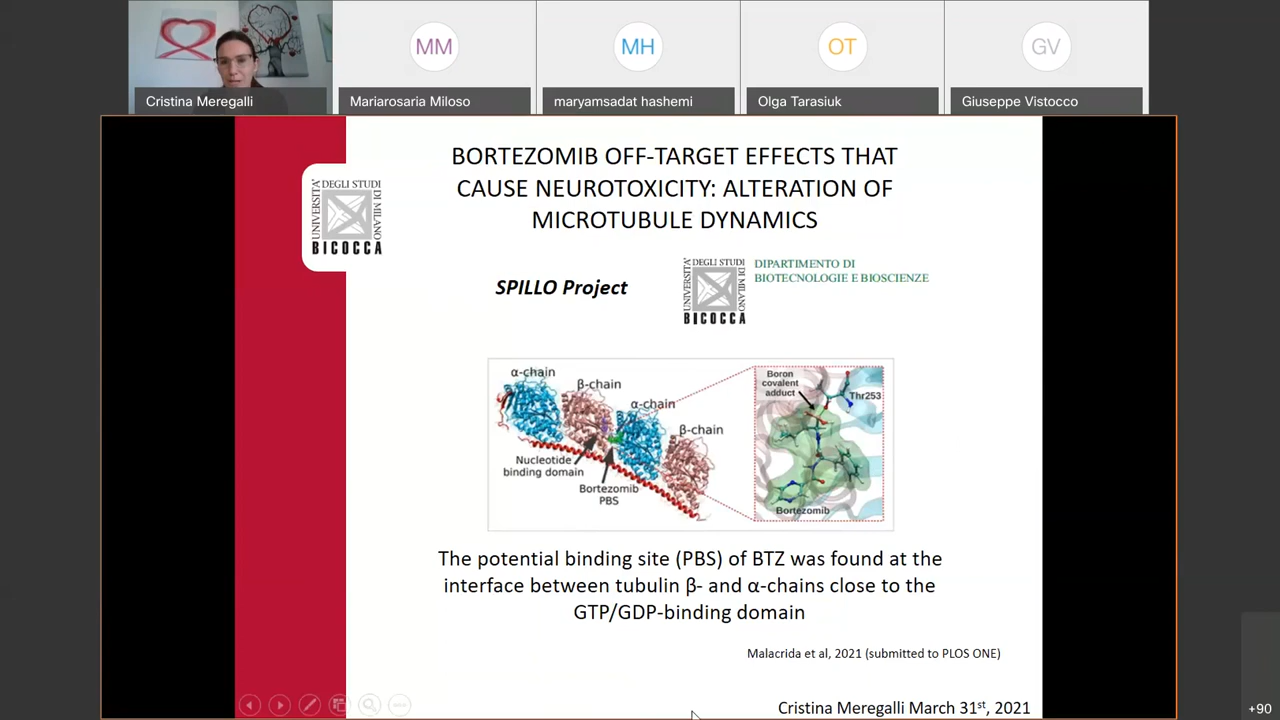 MM
MH
OT
GV
Cristina Meregalli
Mariarosaria Miloso
maryamsadat hashemi
Olga Tarasiuk
Giuseppe Vistocco
BORTEZOMIB OFF-TARGET EFFECTS THAT
CAUSE NEUROTOXICITY: ALTERATION OF
MICROTUBULE DYNAMICS
UNIVERSITA'
DEGLI STUDI
DI MILANO
BICOCCA
SPILLO Project
UNIVERSITA'
DEGLI STUDI
DI MILANO
BICOCCA
DIPARTIMENTO DI
BIOTECNOLOGIE E BIOSCIENZE
α-chain
β-chain
α-chain
β-chain
Nucleotide
binding domain
Bortezomib
PBS
Boron
covalent
adduct
Thr253
Bortezomib
The potential binding site (PBS) of BTZ was found at the
interface between tubulin β- and α-chains close to the
GTP/GDP-binding domain
Malacrida et al, 2021 (submitted to PLOS ONE)
Cristina Meregalli March 31st, 2021
+90